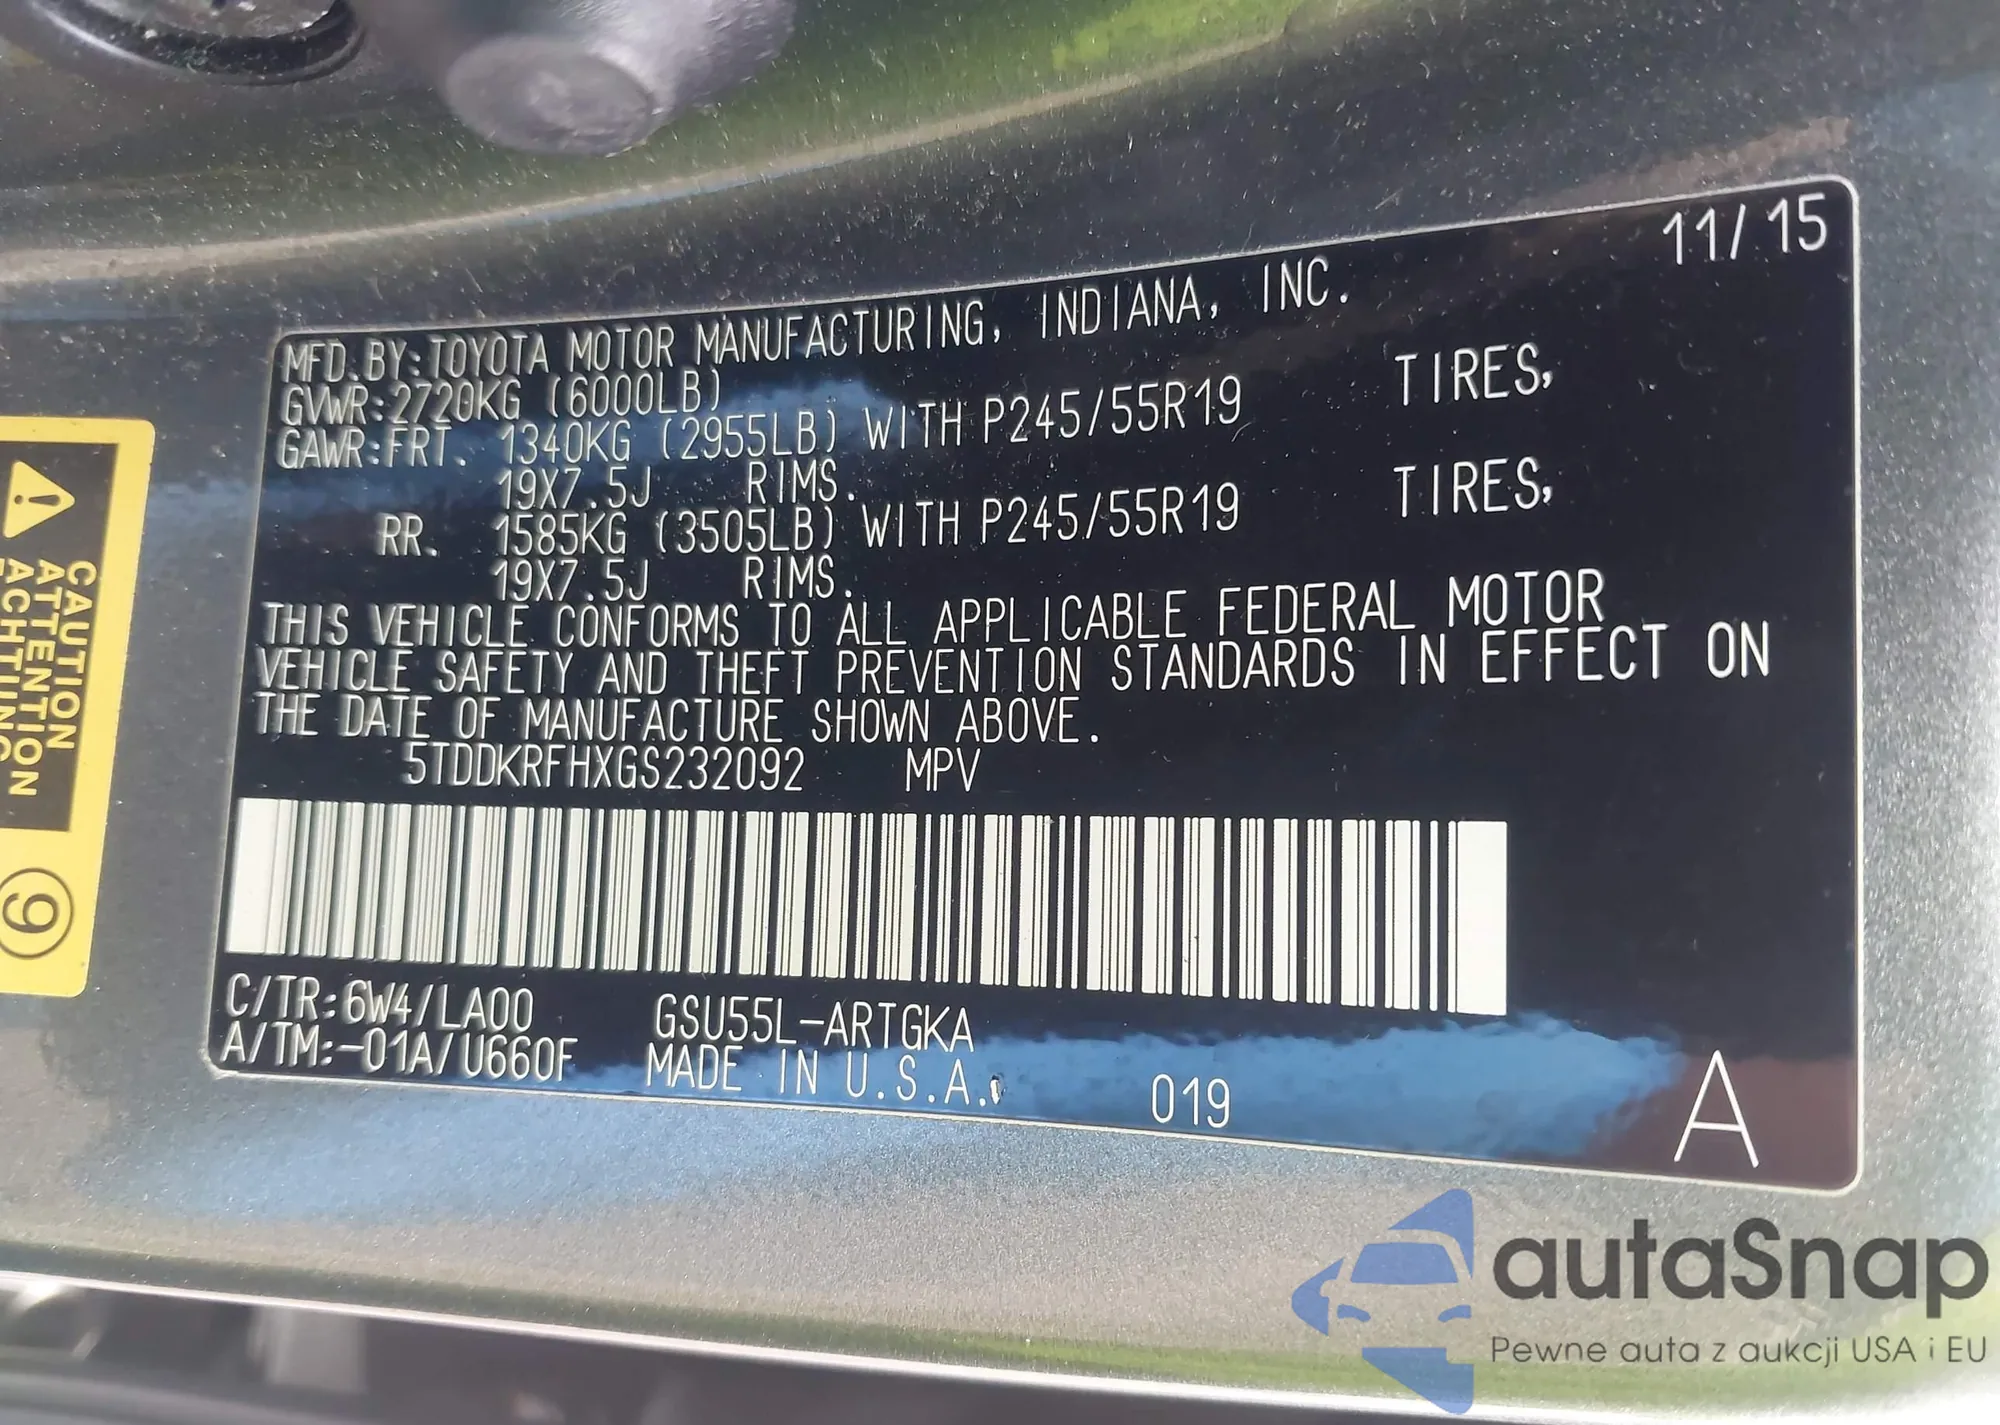 11/15
MFD.BY:TOYOTA MOTOR MANUFACTURING, INDIANA, INC.
GVWR:2720KG (6000LB)
GAWR:FRT. 1340KG (2955LB) WITH P245/55R19 TIRES,
19X7.5J RIMS.
RR. 1585KG (3505LB) WITH P245/55R19 TIRES,
19X7.5J RIMS.
THIS VEHICLE CONFORMS TO ALL APPLICABLE FEDERAL MOTOR
VEHICLE SAFETY AND THEFT PREVENTION STANDARDS IN EFFECT ON
THE DATE OF MANUFACTURE SHOWN ABOVE.
5TDDKRFHXGS232092 MPV
C/TR:6W4/LA00 GSU55L-ARTGKA
A/TM:-01A/U660F MADE IN U.S.A.
019
A
CAUTION
ATTENTION
ACHTUNG
9
autaSnap
Pewne auta z aukcji USA i EU